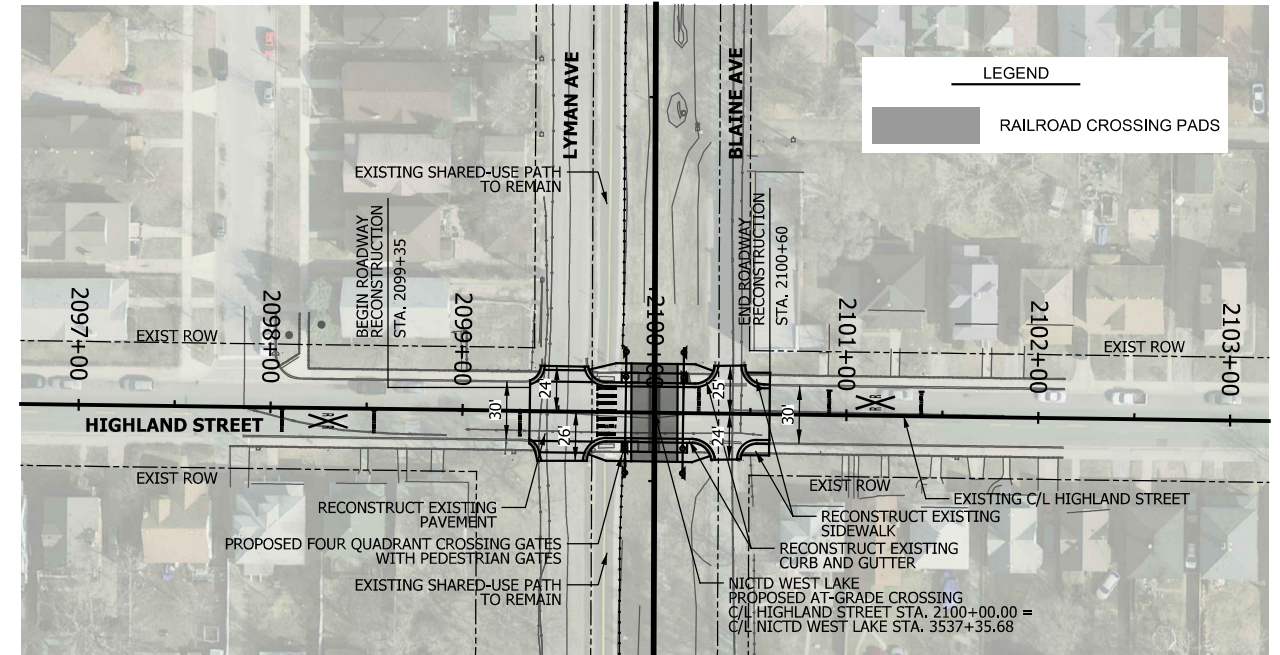 LEGEND
RAILROAD CROSSING PADS
LYMAN AVE
BLAINE AVE
EXISTING SHARED-USE PATH
TO REMAIN
BEGIN ROADWAY
RECONSTRUCTION
STA. 2099+35
END ROADWAY
RECONSTRUCTION
STA. 2100+60
2097+00
2098+00
2099+00
2100+00
2101+00
2102+00
2103+00
EXIST ROW
EXIST ROW
HIGHLAND STREET
R R
30'
24'
26'
25'
24'
30'
R R
EXIST ROW
EXIST ROW
EXISTING C/L HIGHLAND STREET
RECONSTRUCT EXISTING
PAVEMENT
RECONSTRUCT EXISTING
SIDEWALK
PROPOSED FOUR QUADRANT CROSSING GATES
WITH PEDESTRIAN GATES
RECONSTRUCT EXISTING
CURB AND GUTTER
EXISTING SHARED-USE PATH
TO REMAIN
NICTD WEST LAKE
PROPOSED AT-GRADE CROSSING
C/L HIGHLAND STREET STA. 2100+00.00 =
C/L NICTD WEST LAKE STA. 3537+35.68